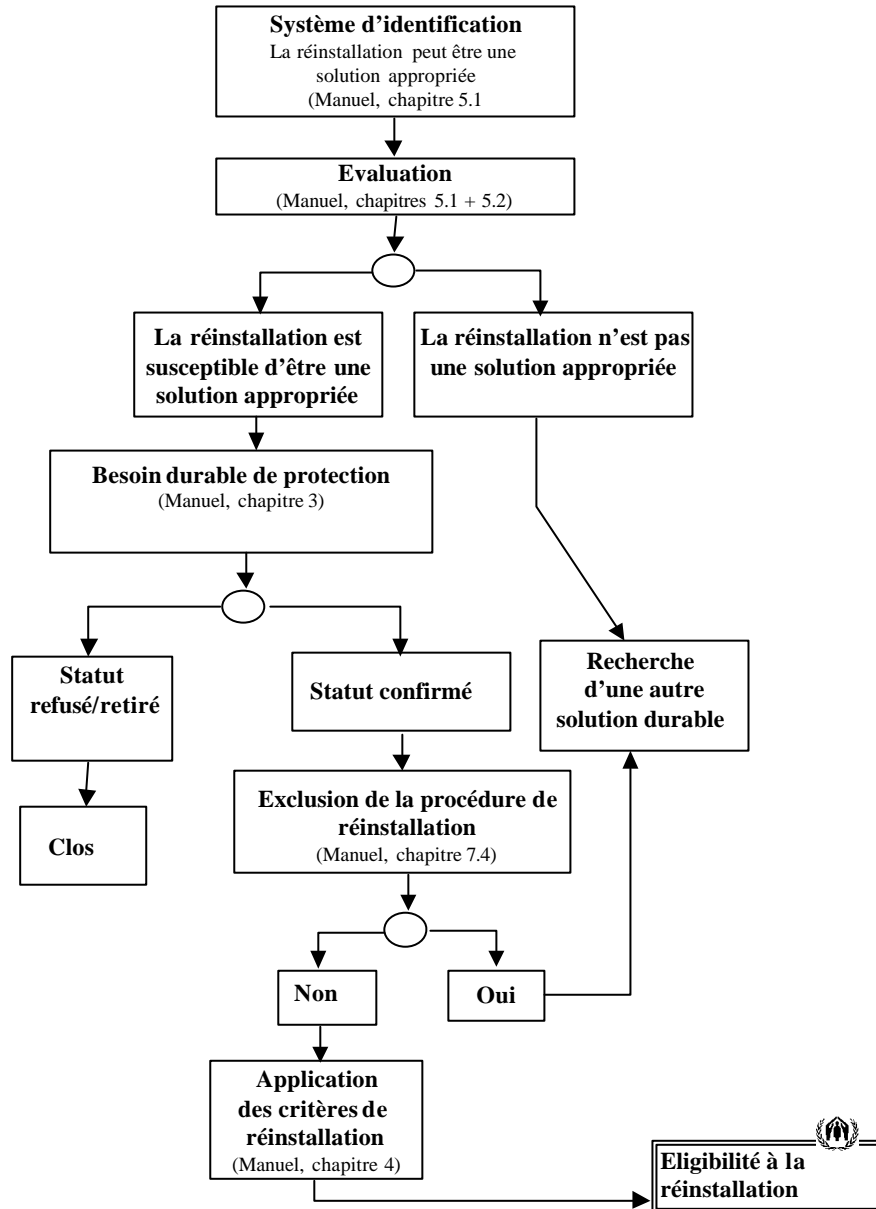 Système d’identification
La réinstallation peut être une
solution appropriée
(Manuel, chapitre 5.1
Evaluation
(Manuel, chapitres 5.1 + 5.2)
La réinstallation est
susceptible d’être une
solution appropriée
La réinstallation n’est pas
une solution appropriée
Besoin durable de protection
(Manuel, chapitre 3)
Statut
refusé/retiré
Statut confirmé
Recherche
d’une autre
solution durable
Clos
Exclusion de la procédure de
réinstallation
(Manuel, chapitre 7.4)
Non
Oui
Application
des critères de
réinstallation
(Manuel, chapitre 4)
Eligibilité à la
réinstallation